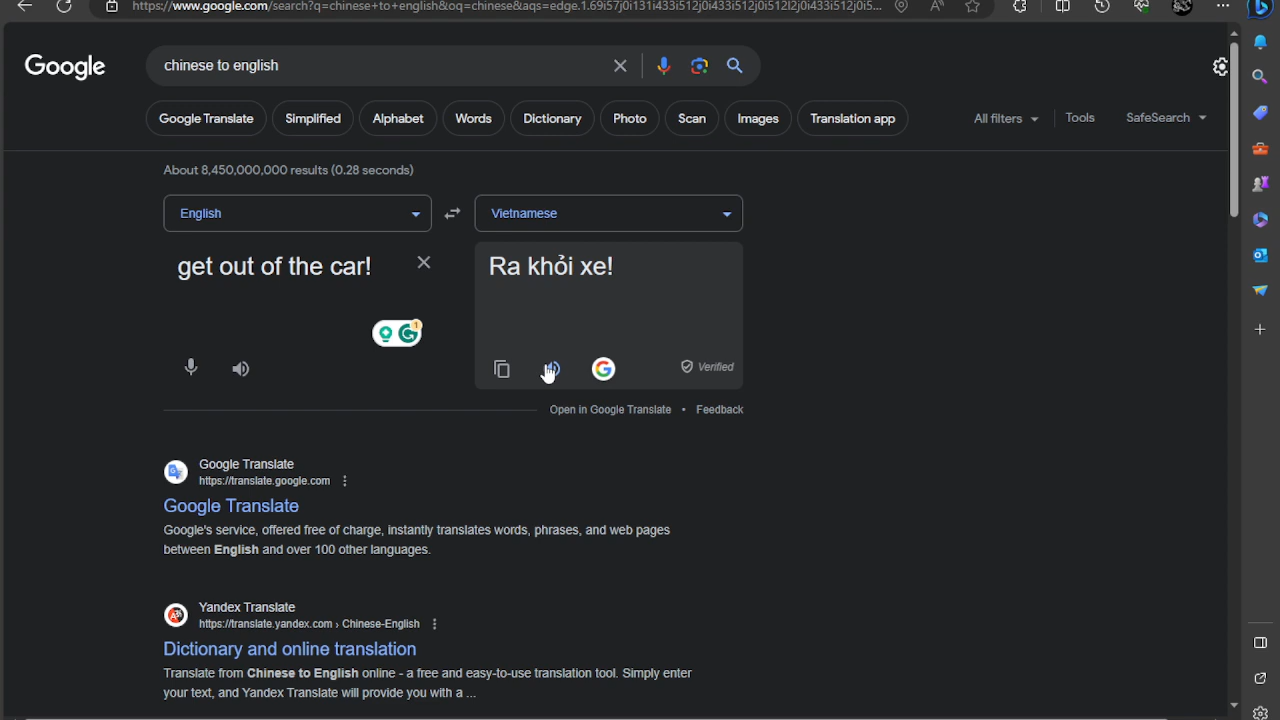 https://www.google.com/search?q=chinese+to+english&oq=chinese&aqs=edge.1.69i57j0i131i433i512j0i433i512j0i512l2j0i433i512j0i5...
Google
chinese to english
Google Translate
Simplified
Alphabet
Words
Dictionary
Photo
Scan
Images
Translation app
All filters
Tools
SafeSearch
About 8,450,000,000 results (0.28 seconds)
English
Vietnamese
get out of the car!
Ra khỏi xe!
1
Verified
Open in Google Translate • Feedback
Google Translate
https://translate.google.com
Google Translate
Google's service, offered free of charge, instantly translates words, phrases, and web pages
between English and over 100 other languages.
Yandex Translate
https://translate.yandex.com › Chinese-English
Dictionary and online translation
Translate from Chinese to English online - a free and easy-to-use translation tool. Simply enter
your text, and Yandex Translate will provide you with a ...